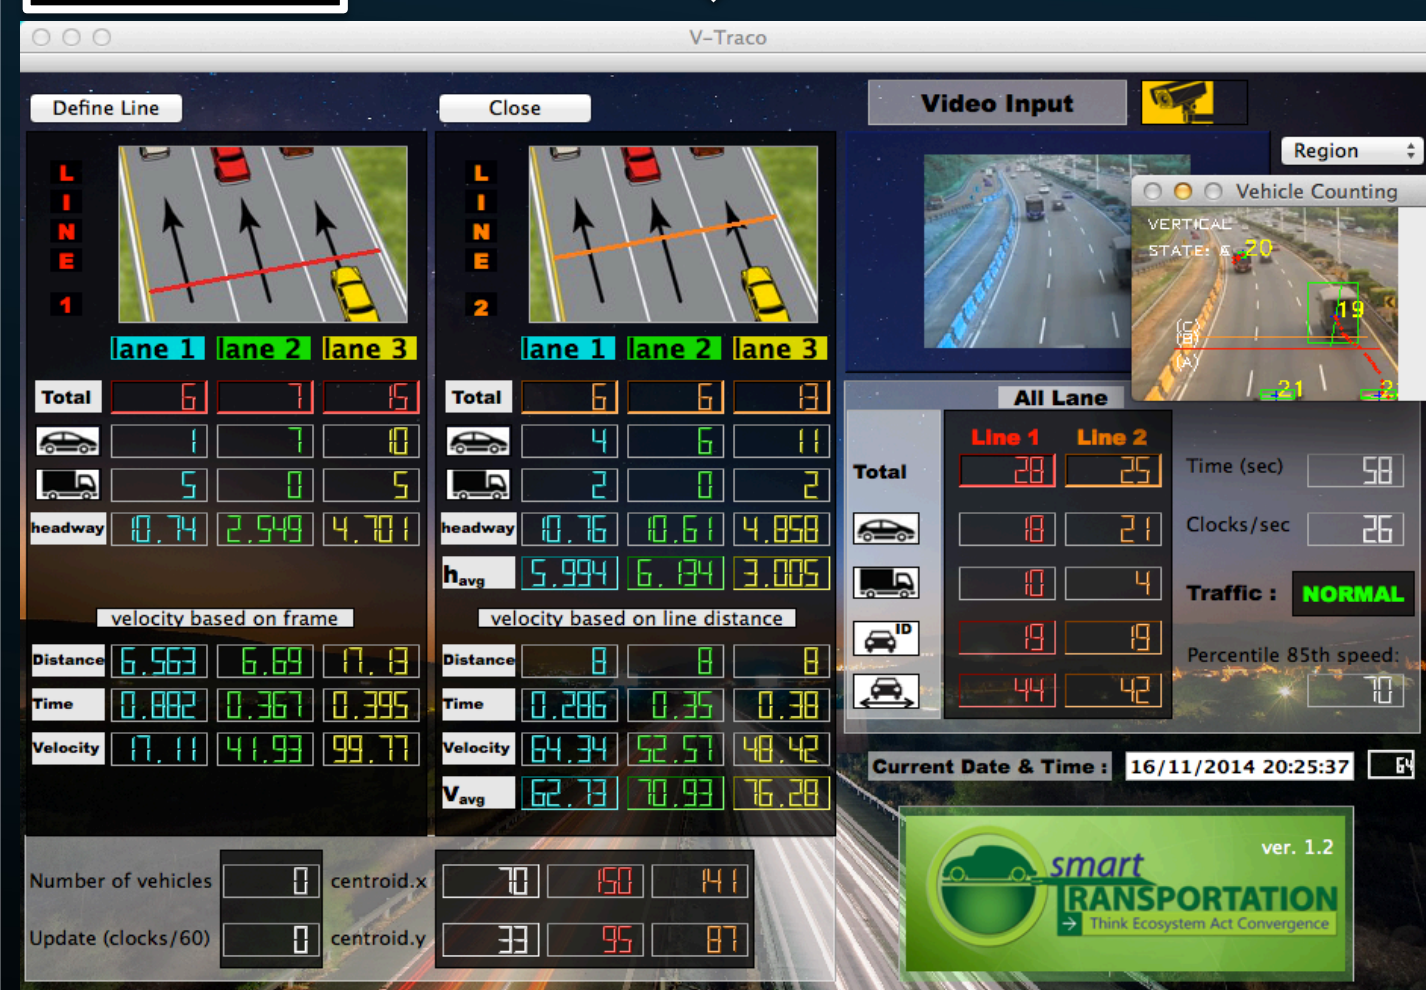 V-Traco
Define Line
Close
Video Input
Region
LINE 1
LINE 2
Vehicle Counting
VERTICAL
STATE:
20
19
(C)
(B)
(A)
21
lane 1 lane 2 lane 3
lane 1 lane 2 lane 3
Total 6 7 15
1 7 10
5 0 5
headway 10.74 2.549 4.701
Total 6 6 13
4 6 11
2 0 2
headway 10.76 10.61 4.858
havg 5.994 6.134 3.005
velocity based on frame
Distance 6.563 6.69 17.13
Time 0.882 0.367 0.395
Velocity 17.11 41.93 99.77
velocity based on line distance
Distance 8 8 8
Time 0.286 0.35 0.38
Velocity 64.34 52.57 48.42
Vavg 62.73 70.93 76.28
All Lane
Line 1 Line 2
Total 28 25
18 21
10 4
ID 19 19
44 42
Time (sec) 58
Clocks/sec 26
Traffic : NORMAL
Percentile 85th speed:
70
Current Date & Time : 16/11/2014 20:25:37 64
Number of vehicles 0 centroid.x 70 150 141
Update (clocks/60) 0 centroid.y 33 95 87
ver. 1.2
smart
TRANSPORTATION
Think Ecosystem Act Convergence